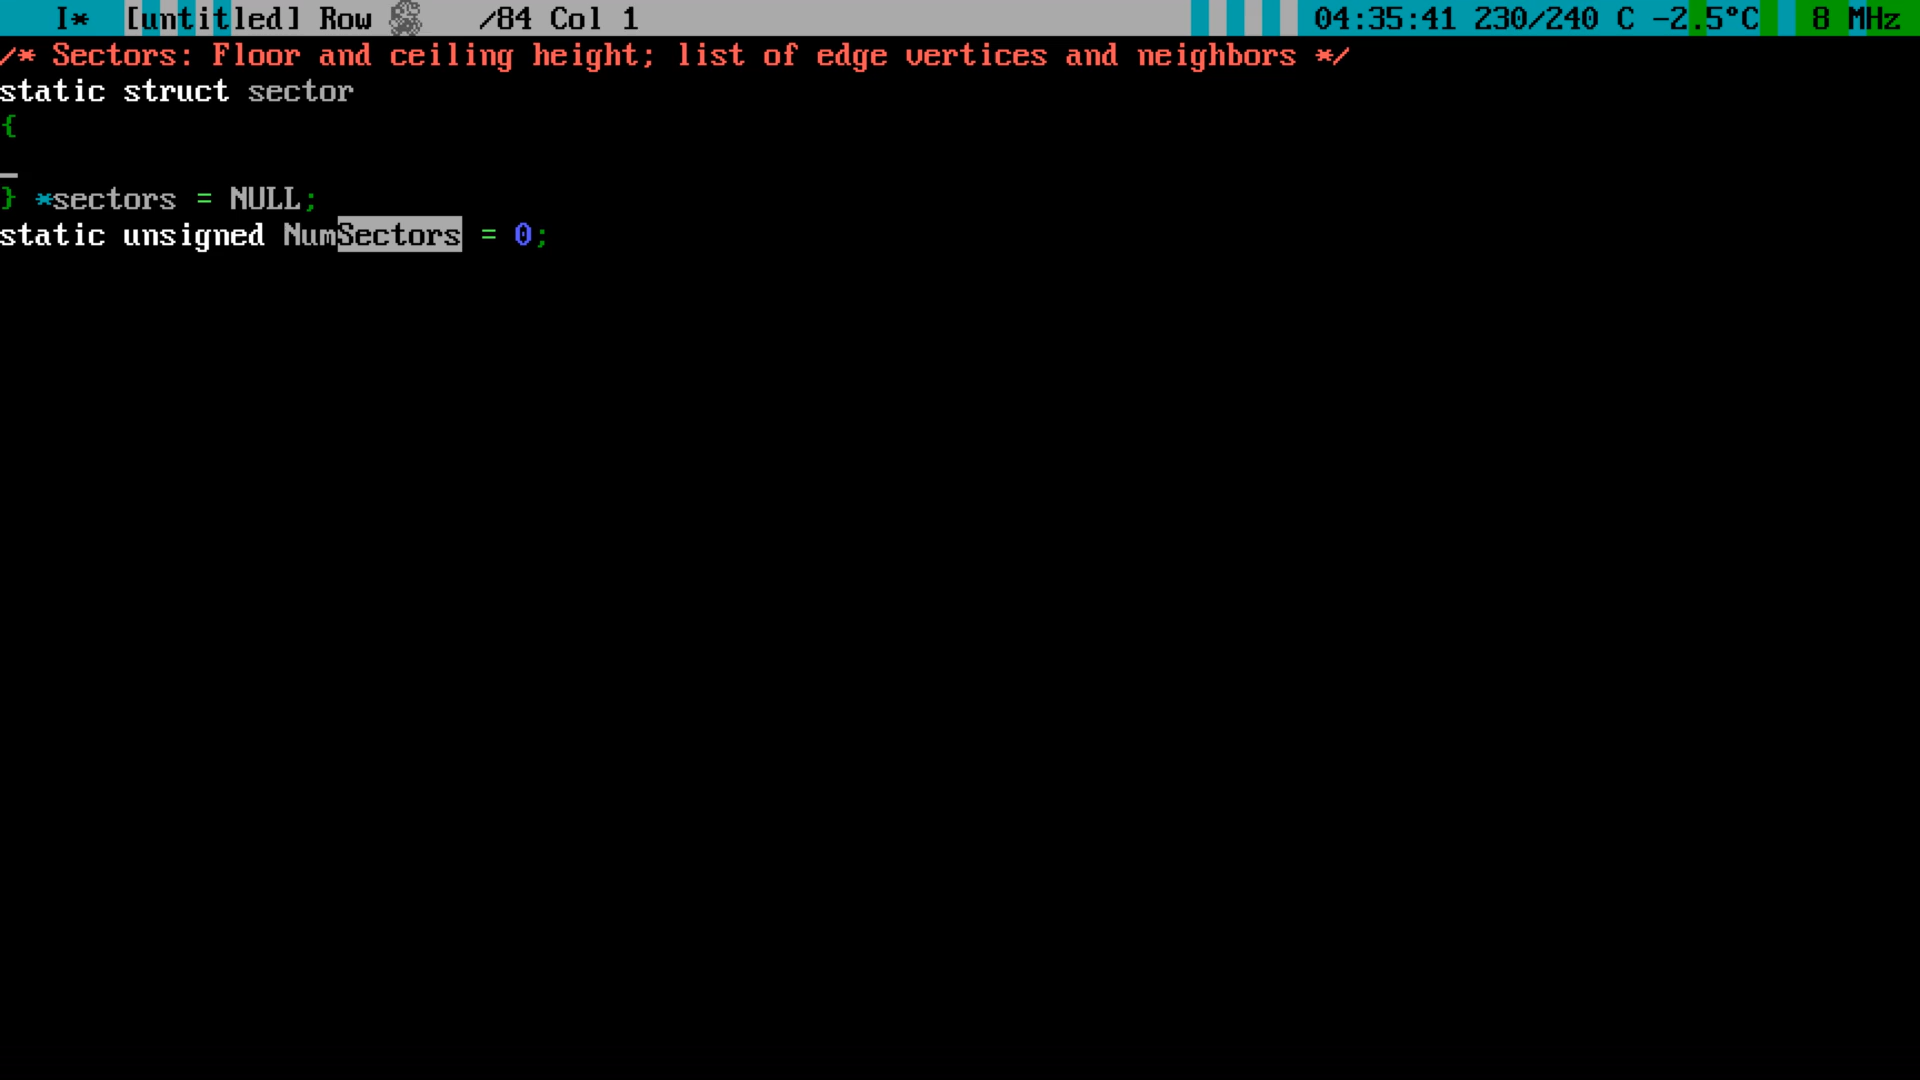 I* [untitled] Row /84 Col 1 04:35:41 230/240 C -2.5°C 8 MHz
/* Sectors: Floor and ceiling height; list of edge vertices and neighbors */
static struct sector
{
_
} *sectors = NULL;
static unsigned NumSectors = 0;